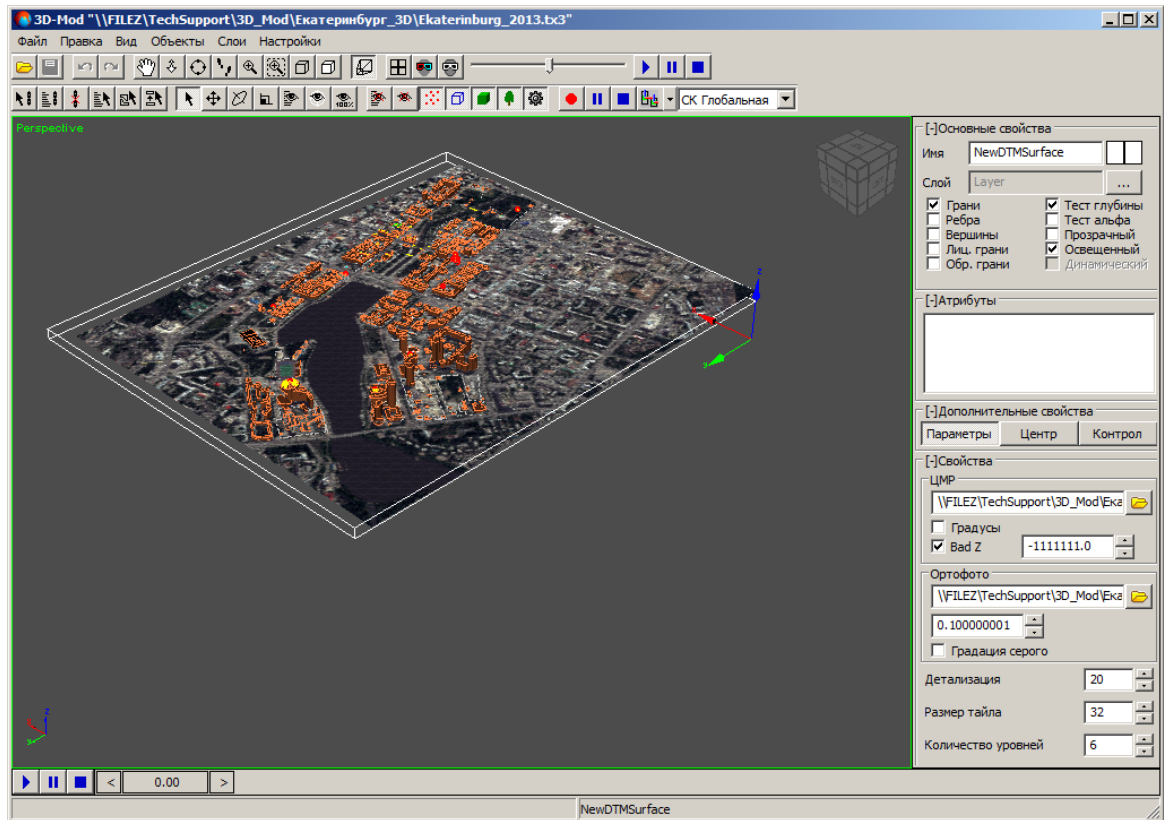 3D-Mod "\\FILEZ\TechSupport\3D_Mod\Екатеринбург_3D\Ekaterinburg_2013.tx3"
Файл Правка Вид Объекты Слои Настройки
100%
СК Глобальная
Perspective
z
y
z
y
[-]Основные свойства
Имя NewDTMSurface
Слой Layer ...
Грани Тест глубины
Ребра Тест альфа
Вершины Прозрачный
Лиц. грани Освещенный
Обр. грани Динамический
[-]Атрибуты
[-]Дополнительные свойства
Параметры Центр Контрол
[-]Свойства
ЦМР
\\FILEZ\TechSupport\3D_Mod\Ека
Градусы
Bad Z -1111111.0
Ортофото
\\FILEZ\TechSupport\3D_Mod\Ека
0.100000001
Градация серого
Детализация 20
Размер тайла 32
Количество уровней 6
< 0.00 >
NewDTMSurface